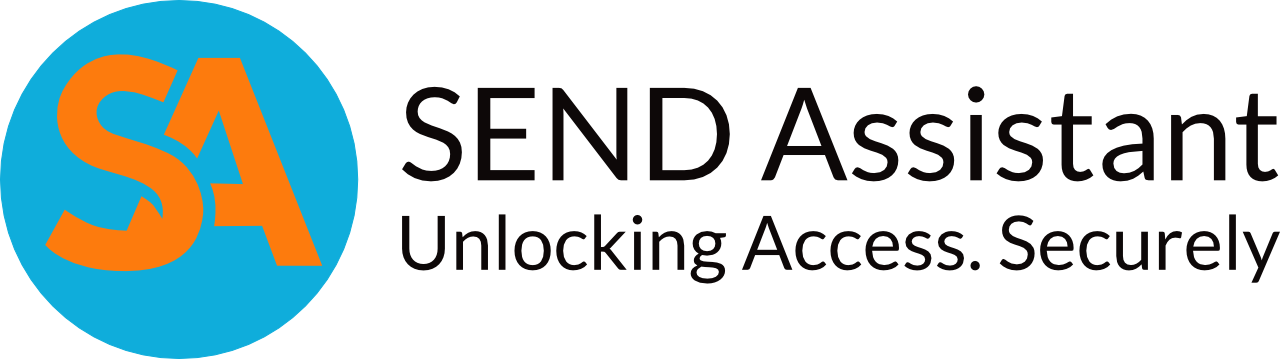 SA
SEND Assistant
Unlocking Access. Securely